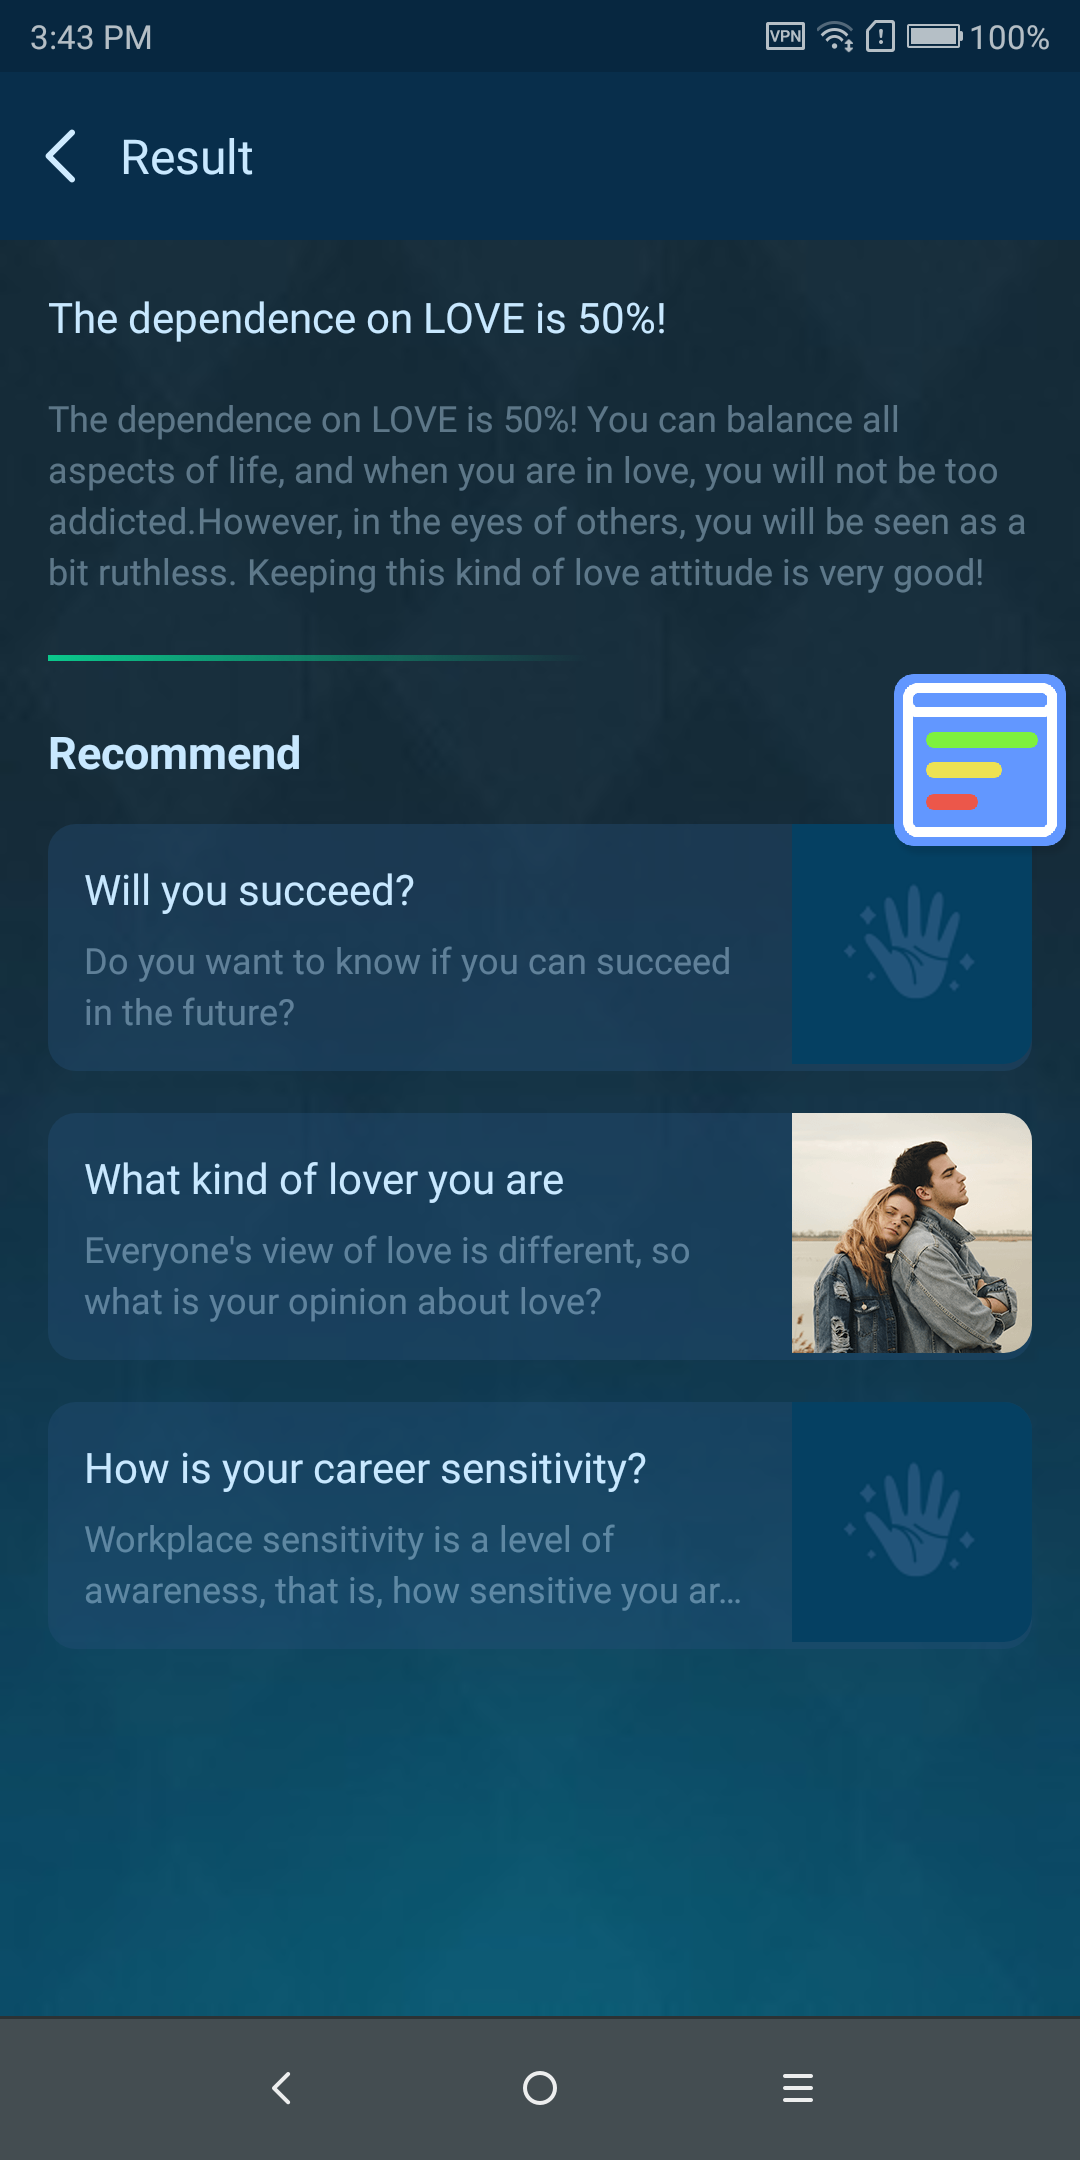 3:43 PM
VPN
100%
Result
The dependence on LOVE is 50%!
The dependence on LOVE is 50%! You can balance all
aspects of life, and when you are in love, you will not be too
addicted.However, in the eyes of others, you will be seen as a
bit ruthless. Keeping this kind of love attitude is very good!
Recommend
Will you succeed?
Do you want to know if you can succeed
in the future?
What kind of lover you are
Everyone's view of love is different, so
what is your opinion about love?
How is your career sensitivity?
Workplace sensitivity is a level of
awareness, that is, how sensitive you ar...